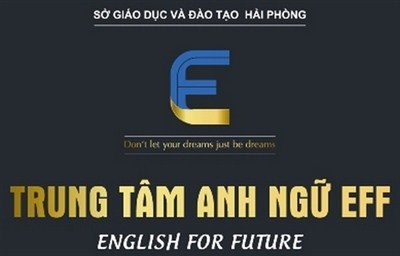 SỞ GIÁO DỤC VÀ ĐÀO TẠO HẢI PHÒNG
Don't let your dreams just be dreams
TRUNG TÂM ANH NGỮ EFF
ENGLISH FOR FUTURE